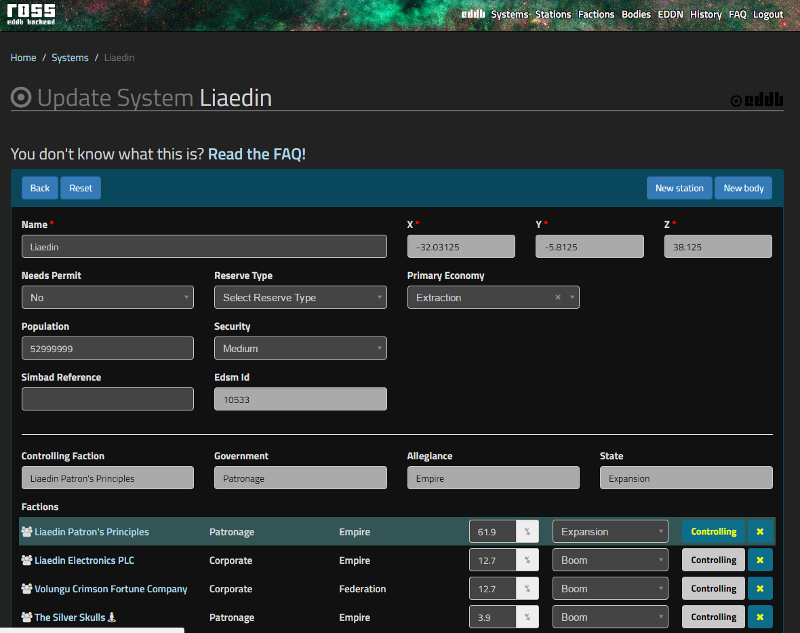 ross
eddb backend
eddb Systems Stations Factions Bodies EDDN History FAQ Logout
Home / Systems / Liaedin
Update System Liaedin
eddb
You don't know what this is? Read the FAQ!
Back Reset New station New body
Name * X * Y * Z *
Liaedin -32.03125 -5.8125 38.125
Needs Permit Reserve Type Primary Economy
No Select Reserve Type Extraction
Population Security
52999999 Medium
Simbad Reference Edsm Id
10533
Controlling Faction Government Allegiance State
Liaedin Patron's Principles Patronage Empire Expansion
Factions
Liaedin Patron's Principles Patronage Empire 61.9 % Expansion Controlling
Liaedin Electronics PLC Corporate Empire 12.7 % Boom Controlling
Volungu Crimson Fortune Company Corporate Federation 12.7 % Boom Controlling
The Silver Skulls Patronage Empire 3.9 % Boom Controlling